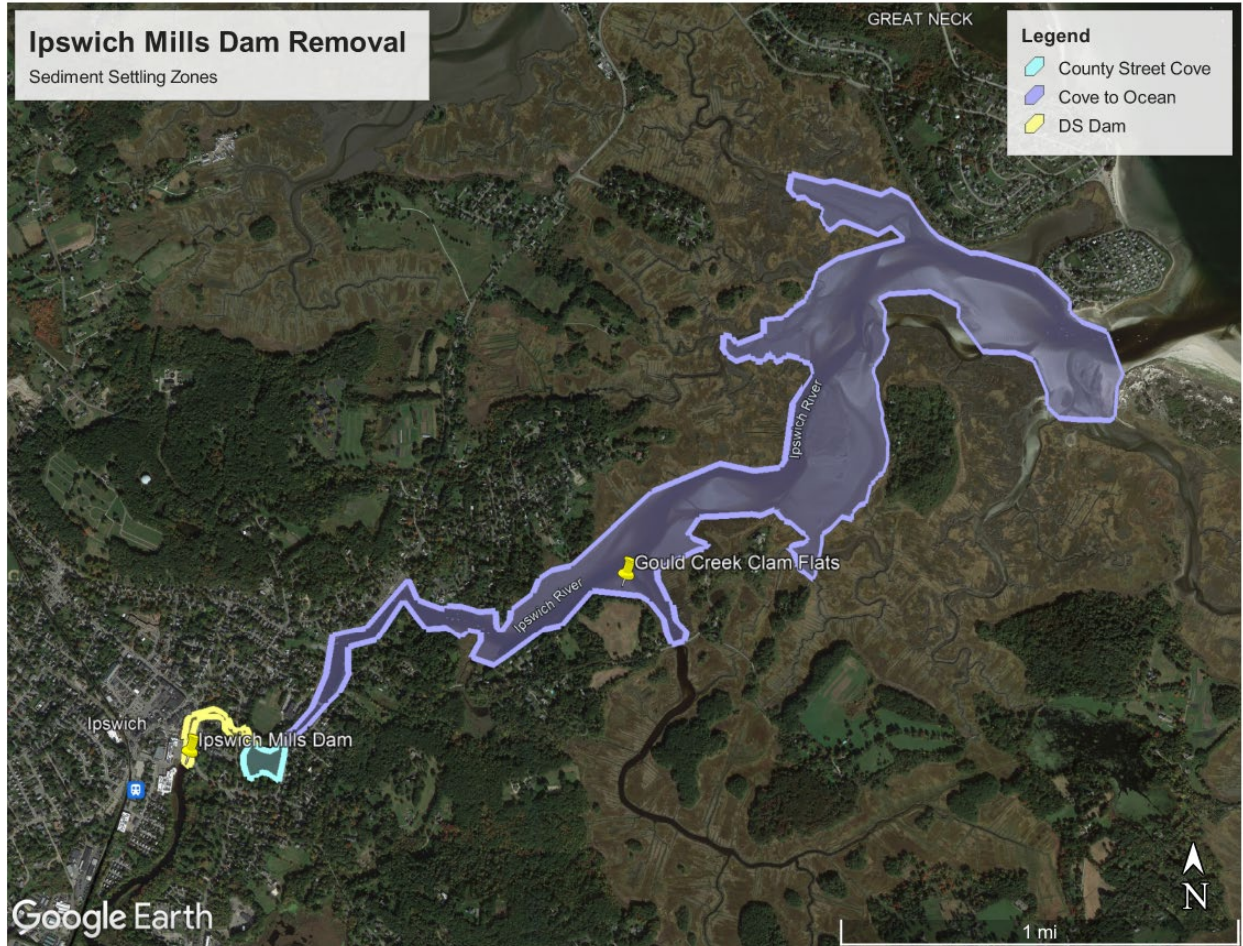 Ipswich Mills Dam Removal
Sediment Settling Zones
GREAT NECK
Legend
County Street Cove
Cove to Ocean
DS Dam
Ipswich River
Gould Creek Clam Flats
Ipswich River
Ipswich
Ipswich Mills Dam
N
Google Earth
1 mi